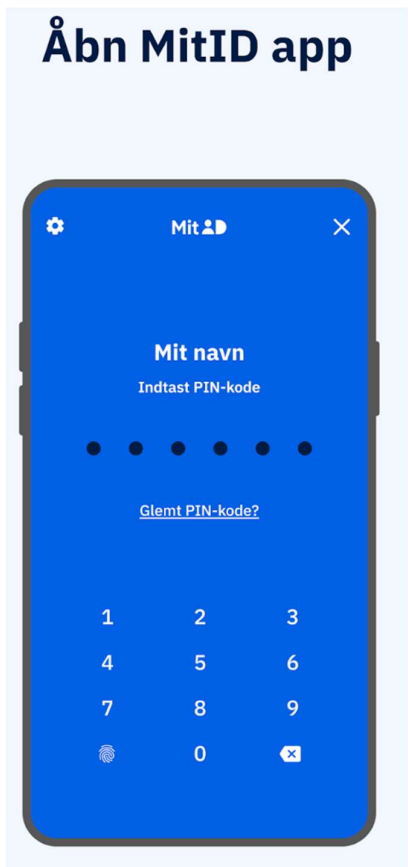 Åbn MitID app
Mit
Mit navn
Indtast PIN-kode
Glemt PIN-kode?
1 2 3
4 5 6
7 8 9
0